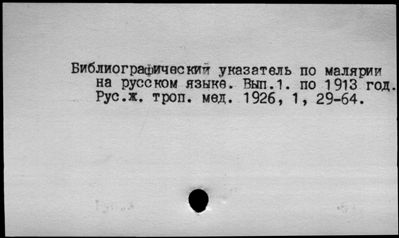 Библиографический указатель по малярии
на русском языке. Вып.1. по 1913 год.
Рус.ж. троп. мед. 1926, 1, 29-64.